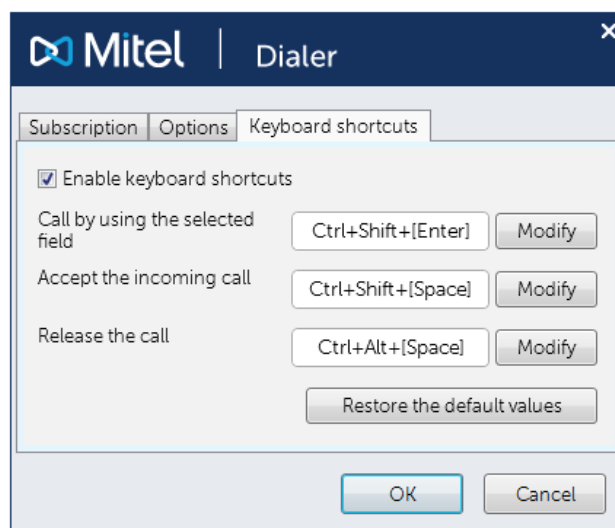 Mitel | Dialer
Subscription Options Keyboard shortcuts
Enable keyboard shortcuts
Call by using the selected
field
Ctrl+Shift+[Enter] Modify
Accept the incoming call Ctrl+Shift+[Space] Modify
Release the call Ctrl+Alt+[Space] Modify
Restore the default values
OK Cancel